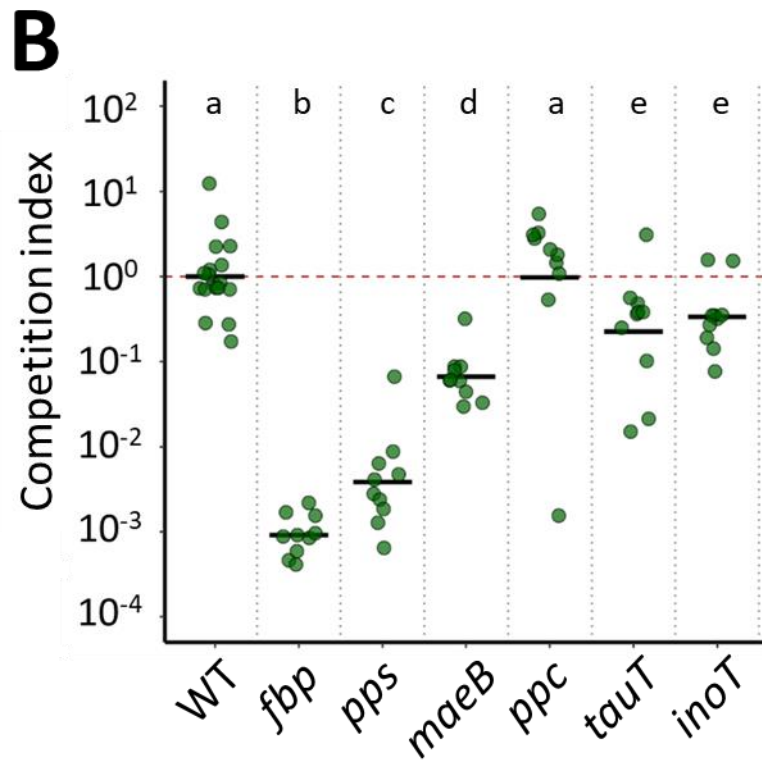 B
Competition index
10²
10¹
10⁰
10⁻¹
10⁻²
10⁻³
10⁻⁴
a b c d a e e
WT fbp pps maeB ppc tauT inoT